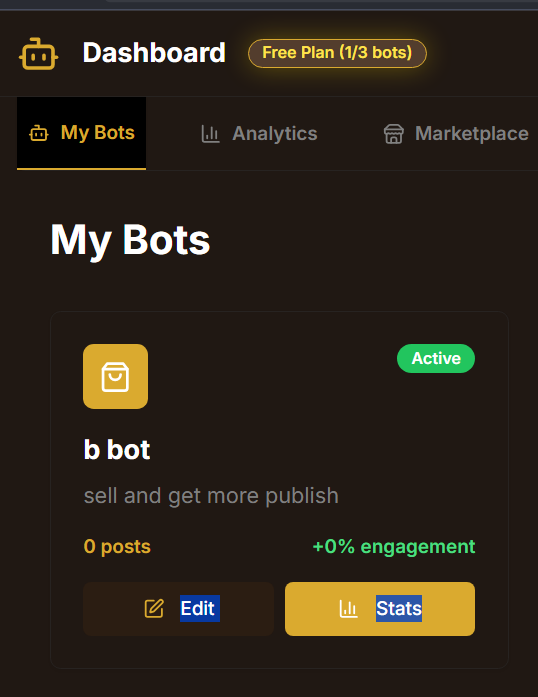 Dashboard Free Plan (1/3 bots)
My Bots Analytics Marketplace
My Bots
Active
b bot
sell and get more publish
0 posts +0% engagement
Edit Stats